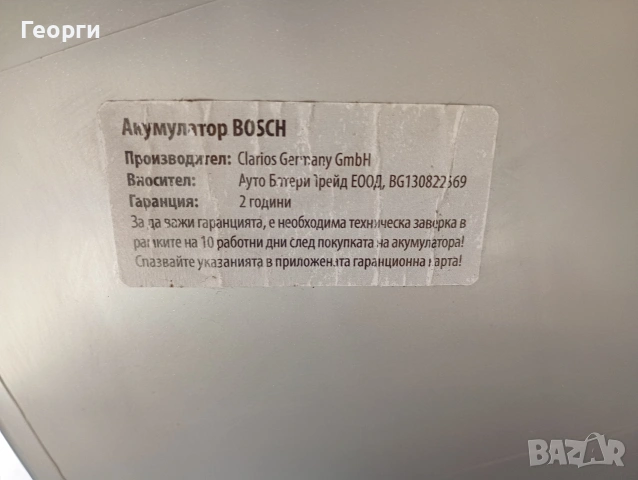 Георги
Акумулатор BOSCH
Производител: Clarios Germany GmbH
Вносител: Ауто Бтери Трейд ЕООД, BG130822569
Гаранция: 2 години
За да важи гаранцията, е необходима техническа заверка в
рамките на 10 работни дни след покупката на акумулатора!
Спазвайте указанията в приложената гаранционна карта!
BAZAR